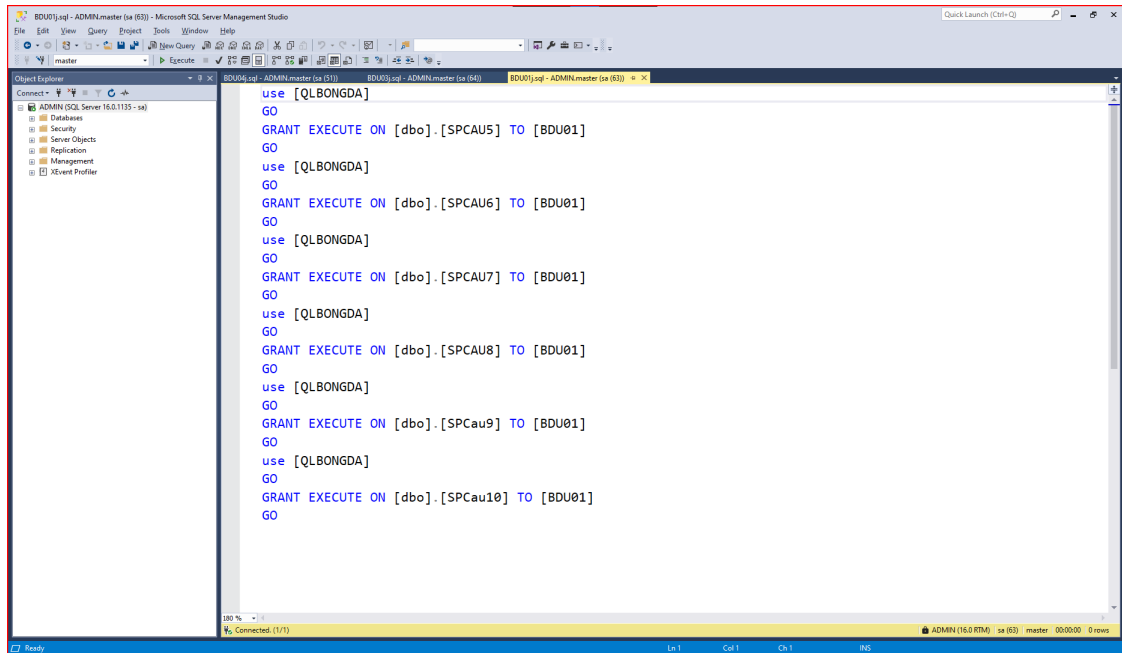 BDU01j.sql - ADMIN.master (sa (63)) - Microsoft SQL Server Management Studio
Quick Launch (Ctrl+Q)
File Edit View Query Project Tools Window Help
New Query
master
Execute
Object Explorer
BDU04j.sql - ADMIN.master (sa (51))
BDU03j.sql - ADMIN.master (sa (64))
BDU01j.sql - ADMIN.master (sa (63))
Connect
ADMIN (SQL Server 16.0.1135 - sa)
Databases
Security
Server Objects
Replication
Management
XEvent Profiler
use [QLBONGDA]
GO
GRANT EXECUTE ON [dbo].[SPCAU5] TO [BDU01]
GO
use [QLBONGDA]
GO
GRANT EXECUTE ON [dbo].[SPCAU6] TO [BDU01]
GO
use [QLBONGDA]
GO
GRANT EXECUTE ON [dbo].[SPCAU7] TO [BDU01]
GO
use [QLBONGDA]
GO
GRANT EXECUTE ON [dbo].[SPCAU8] TO [BDU01]
GO
use [QLBONGDA]
GO
GRANT EXECUTE ON [dbo].[SPCau9] TO [BDU01]
GO
use [QLBONGDA]
GO
GRANT EXECUTE ON [dbo].[SPCau10] TO [BDU01]
GO
180 %
Connected. (1/1)
ADMIN (16.0 RTM) sa (63) master 00:00:00 0 rows
Ready
Ln 1 Col 1 Ch 1 INS